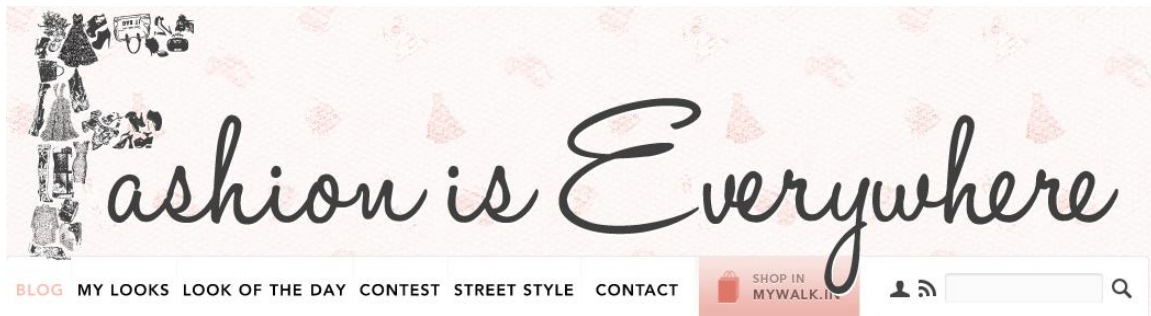 Fashion is Everywhere
BLOG MY LOOKS LOOK OF THE DAY CONTEST STREET STYLE CONTACT
SHOP IN
MYWALK.IN